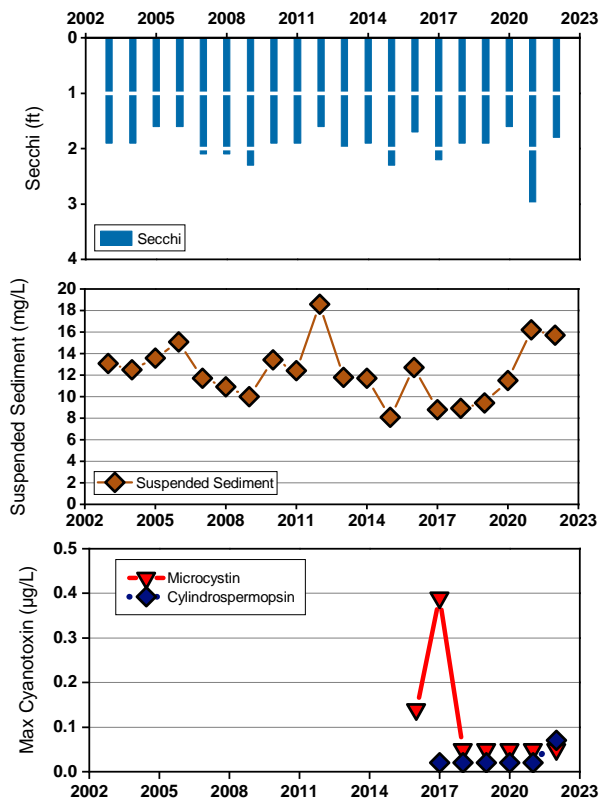 2002 2005 2008 2011 2014 2017 2020 2023
0
1
2
3
4
Secchi (ft)
Secchi
20
18
16
14
12
10
8
6
4
2
0
Suspended Sediment (mg/L)
Suspended Sediment
2002 2005 2008 2011 2014 2017 2020 2023
0.5
0.4
0.3
0.2
0.1
0.0
Max Cyanotoxin (µg/L)
Microcystin
Cylindrospermopsin
2002 2005 2008 2011 2014 2017 2020 2023